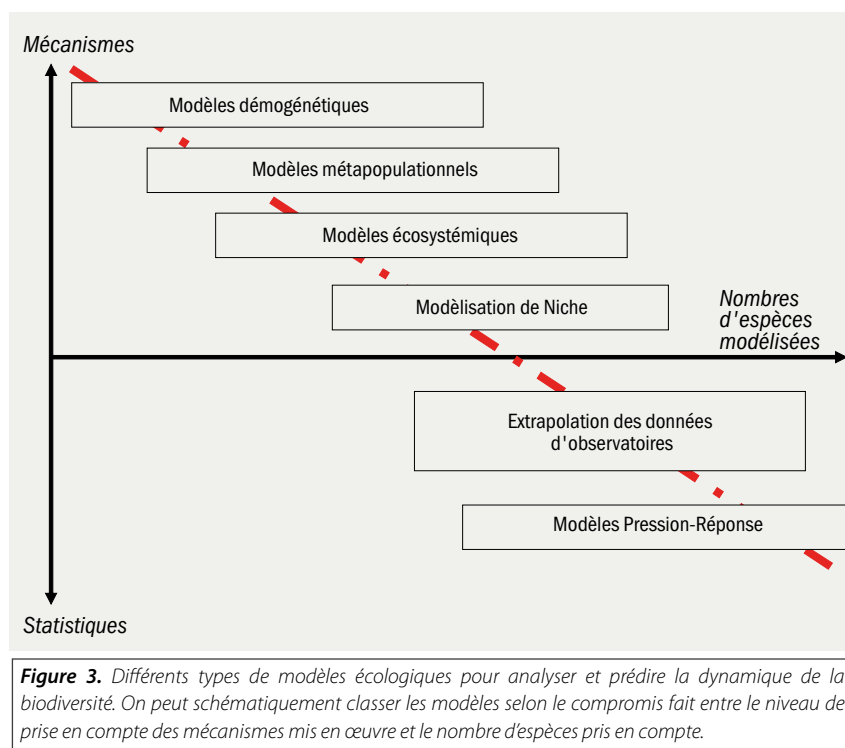 Mécanismes
Modèles démogénétiques
Modèles métapopulationnels
Modèles écosystémiques
Modèlisation de Niche
Nombres
d'espèces
modélisées
Extrapolation des données
d'observatoires
Modèles Pression-Réponse
Statistiques
Figure 3. Différents types de modèles écologiques pour analyser et prédire la dynamique de la
biodiversité. On peut schématiquement classer les modèles selon le compromis fait entre le niveau de
prise en compte des mécanismes mis en œuvre et le nombre d'espèces pris en compte.